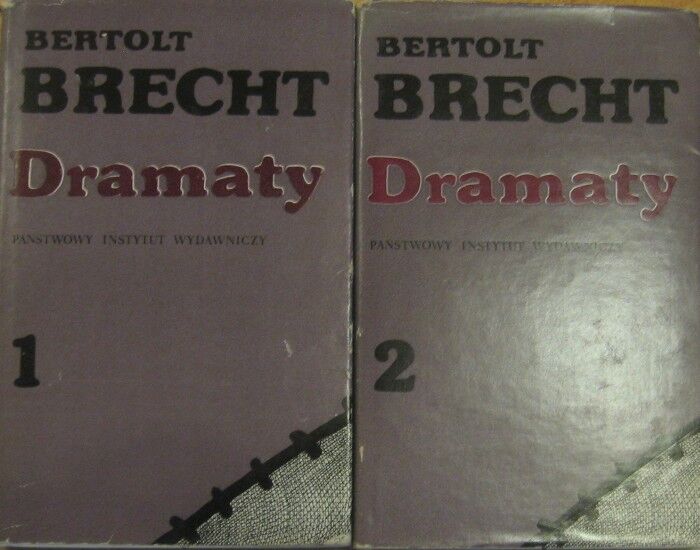 BERTOLT
BRECHT
Dramaty
PAŃSTWOWY INSTYTUT WYDAWNICZY
1
BERTOLT
BRECHT
Dramaty
PAŃSTWOWY INSTYTUT WYDAWNICZY
2